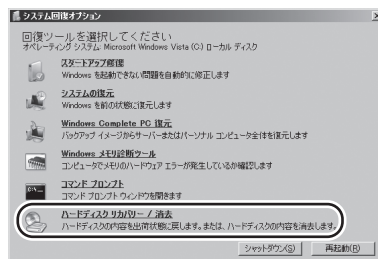 システム回復オプション
回復ツールを選択してください
オペレーティング システム: Microsoft Windows Vista (C:) ローカル ディスク
スタートアップ修復
Windows を起動できない問題を自動的に修正します
システムの復元
Windows を前の状態に復元します
Windows Complete PC 復元
バックアップ イメージからサーバーまたはパーソナル コンピュータ全体を復元します
Windows メモリ診断ツール
コンピュータでメモリのハードウェア エラーが発生しているか確認します
コマンド プロンプト
コマンド プロンプト ウィンドウを開きます
ハードディスク リカバリー / 消去
ハードディスクの内容を出荷状態に戻します。または、ハードディスクの内容を消去します。
シャットダウン(S) 再起動(R)